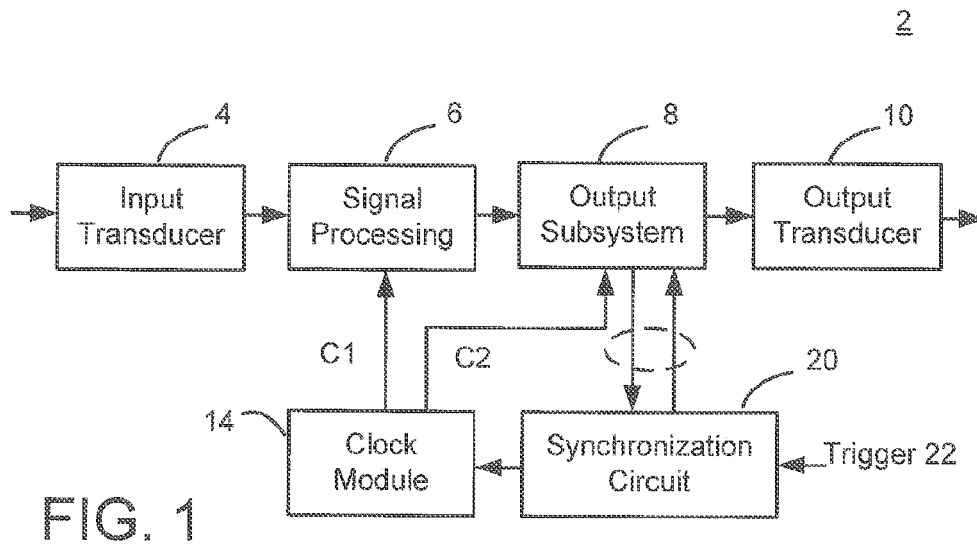 2
4
6
8
10
Input
Transducer
Signal
Processing
Output
Subsystem
Output
Transducer
C1
C2
20
14
Clock
Module
Synchronization
Circuit
Trigger 22
FIG. 1